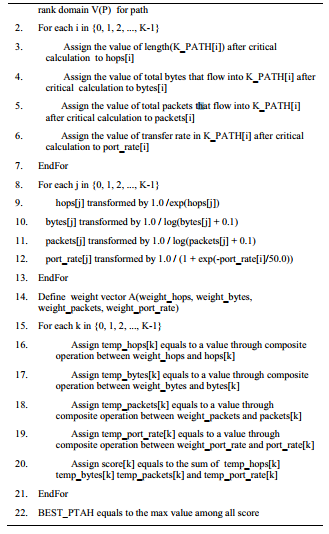 rank domain V(P) for path
2. For each i in {0, 1, 2, ..., K-1}
3. Assign the value of length(K_PATH[i]) after critical
calculation to hops[i]
4. Assign the value of total bytes that flow into K_PATH[i]
after critical calculation to bytes[i]
5. Assign the value of total packets that flow into K_PATH[i]
after critical calculation to packets[i]
6. Assign the value of transfer rate in K_PATH[i] after critical
calculation to port_rate[i]
7. EndFor
8. For each j in {0, 1, 2, ..., K-1}
9. hops[j] transformed by 1.0 /exp(hops[j])
10. bytes[j] transformed by 1.0 / log(bytes[j] + 0.1)
11. packets[j] transformed by 1.0 / log(packets[j] + 0.1)
12. port_rate[j] transformed by 1.0 / (1 + exp(-port_rate[i]/50.0))
13. EndFor
14. Define weight vector A(weight_hops, weight_bytes,
weight_packets, weight_port_rate)
15. For each k in {0, 1, 2, ..., K-1}
16. Assign temp_hops[k] equals to a value through composite
operation between weight_hops and hops[k]
17. Assign temp_bytes[k] equals to a value through composite
operation between weight_bytes and bytes[k]
18. Assign temp_packets[k] equals to a value through
composite operation between weight_packets and packets[k]
19. Assign temp_port_rate[k] equals to a value through
composite operation between weight_port_rate and port_rate[k]
20. Assign score[k] equals to the sum of temp_hops[k]
temp_bytes[k] temp_packets[k] and temp_port_rate[k]
21. EndFor
22. BEST_PTAH equals to the max value among all score